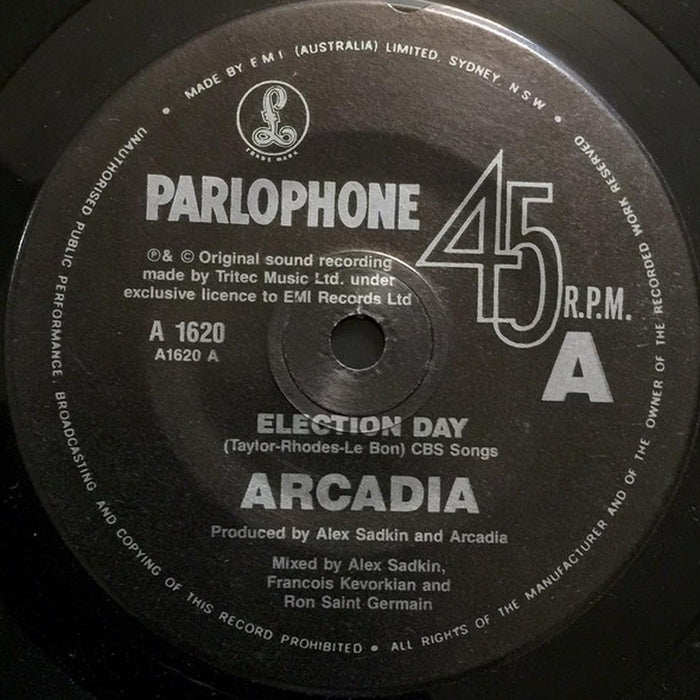 MADE BY EMI (AUSTRALIA) LIMITED, SYDNEY. N.S.W
£
TRADE MARK
PARLOPHONE
45 R.P.M.
A
℗ & © Original sound recording
made by Tritec Music Ltd. under
exclusive licence to EMI Records Ltd
A 1620
A1620 A
ELECTION DAY
(Taylor-Rhodes-Le Bon) CBS Songs
ARCADIA
Produced by Alex Sadkin and Arcadia
Mixed by Alex Sadkin,
Francois Kevorkian and
Ron Saint Germain
UNAUTHORISED PUBLIC PERFORMANCE, BROADCASTING AND COPYING OF THIS RECORD PROHIBITED • ALL RIGHTS OF THE MANUFACTURER AND OF THE OWNER OF THE RECORDED WORK RESERVED